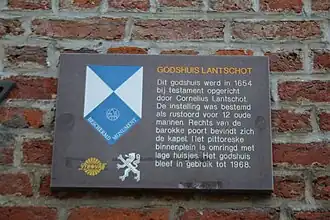 GODSHUIS LANTSCHOT
Dit godshuis werd in 1654
bij testament opgericht
door Cornelius Lantschot.
De instelling was bestemd
als rustoord voor 12 oude
mannen. Rechts van de
barokke poort bevindt zich
de kapel. Het pittoreske
binnenplein is omringd met
lage huisjes. Het godshuis
bleef in gebruik tot 1968.
BESCHERMD MONUMENT